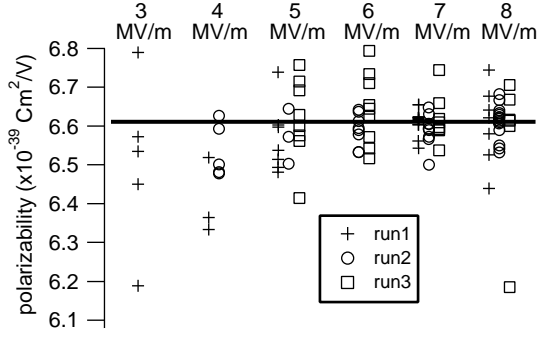 3 4 5 6 7 8
MV/m MV/m MV/m MV/m MV/m MV/m
polarizability (x10⁻³⁹ Cm²/V)
6.8
6.7
6.6
6.5
6.4
6.3
6.2
6.1
run1
run2
run3